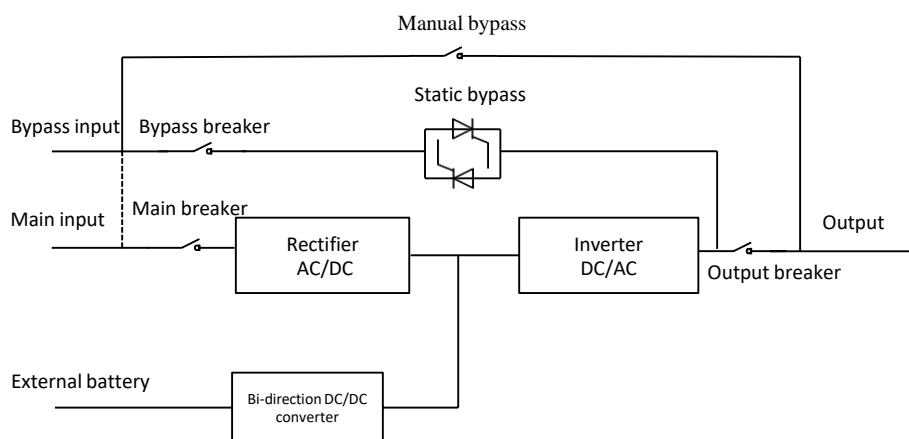 Manual bypass
Static bypass
Bypass input
Bypass breaker
Main input
Main breaker
Rectifier
AC/DC
Inverter
DC/AC
Output
Output breaker
External battery
Bi-direction DC/DC
converter